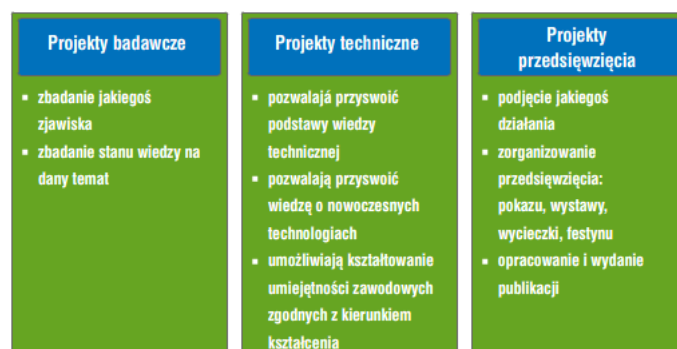 Projekty badawcze
▪ zbadanie jakiegoś
zjawiska
▪ zbadanie stanu wiedzy na
dany temat
Projekty techniczne
▪ pozwalajá przyswoić
podstawy wiedzy
technicznej
▪ pozwalają przyswoić
wiedzę o nowoczesnych
technologiach
▪ umożliwiają kształtowanie
umiejętności zawodowych
zgodnych z kierunkiem
kształcenia
Projekty
przedsięwzięcia
▪ podjęcie jakiegoś
działania
▪ zorganizowanie
przedsięwzięcia:
pokazu, wystawy,
wycieczki, festynu
▪ opracowanie i wydanie
publikacji